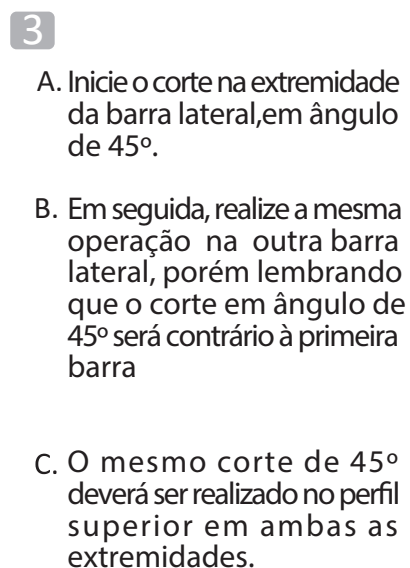 3
A. Inicie o corte na extremidade
da barra lateral,em ângulo
de 45º.
B. Em seguida, realize a mesma
operação na outra barra
lateral, porém lembrando
que o corte em ângulo de
45º será contrário à primeira
barra
C. O mesmo corte de 45º
deverá ser realizado no perfil
superior em ambas as
extremidades.